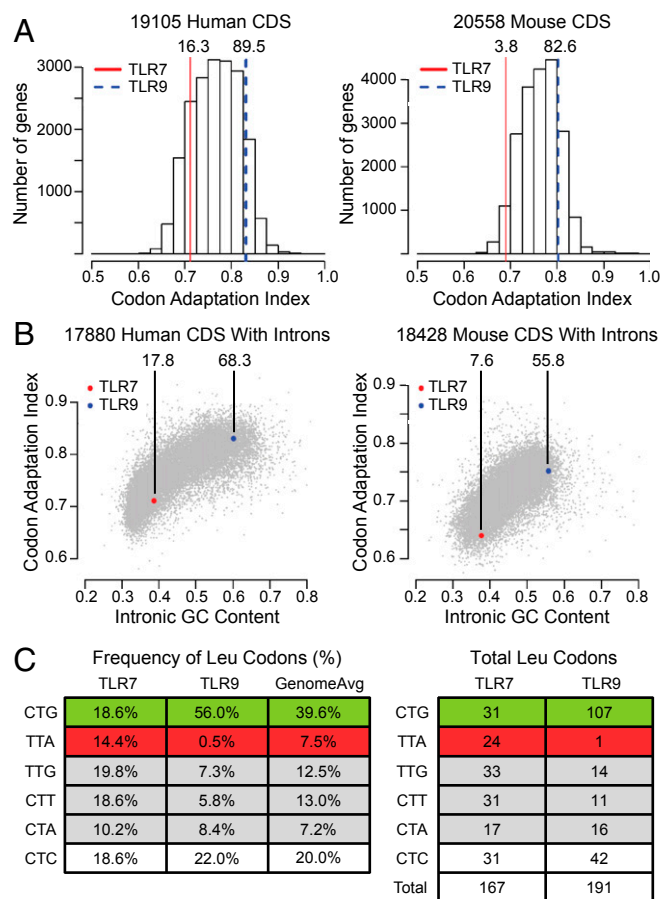 A
19105 Human CDS
20558 Mouse CDS
16.3 89.5
3.8 82.6
TLR7
TLR9
TLR7
TLR9
Number of genes
3000
2000
1000
0.5 0.6 0.7 0.8 0.9 1.0
Codon Adaptation Index
Number of genes
4000
3000
2000
1000
0.5 0.6 0.7 0.8 0.9 1.0
Codon Adaptation Index
B
17880 Human CDS With Introns
18428 Mouse CDS With Introns
17.8 68.3
7.6 55.8
TLR7
TLR9
TLR7
TLR9
Codon Adaptation Index
0.9
0.8
0.7
0.6
0.2 0.3 0.4 0.5 0.6 0.7 0.8
Intronic GC Content
Codon Adaptation Index
0.9
0.8
0.7
0.6
0.2 0.3 0.4 0.5 0.6 0.7 0.8
Intronic GC Content
C
Frequency of Leu Codons (%)
TLR7 TLR9 GenomeAvg
CTG 18.6% 56.0% 39.6%
TTA 14.4% 0.5% 7.5%
TTG 19.8% 7.3% 12.5%
CTT 18.6% 5.8% 13.0%
CTA 10.2% 8.4% 7.2%
CTC 18.6% 22.0% 20.0%
Total Leu Codons
TLR7 TLR9
CTG 31 107
TTA 24 1
TTG 33 14
CTT 31 11
CTA 17 16
CTC 31 42
Total 167 191